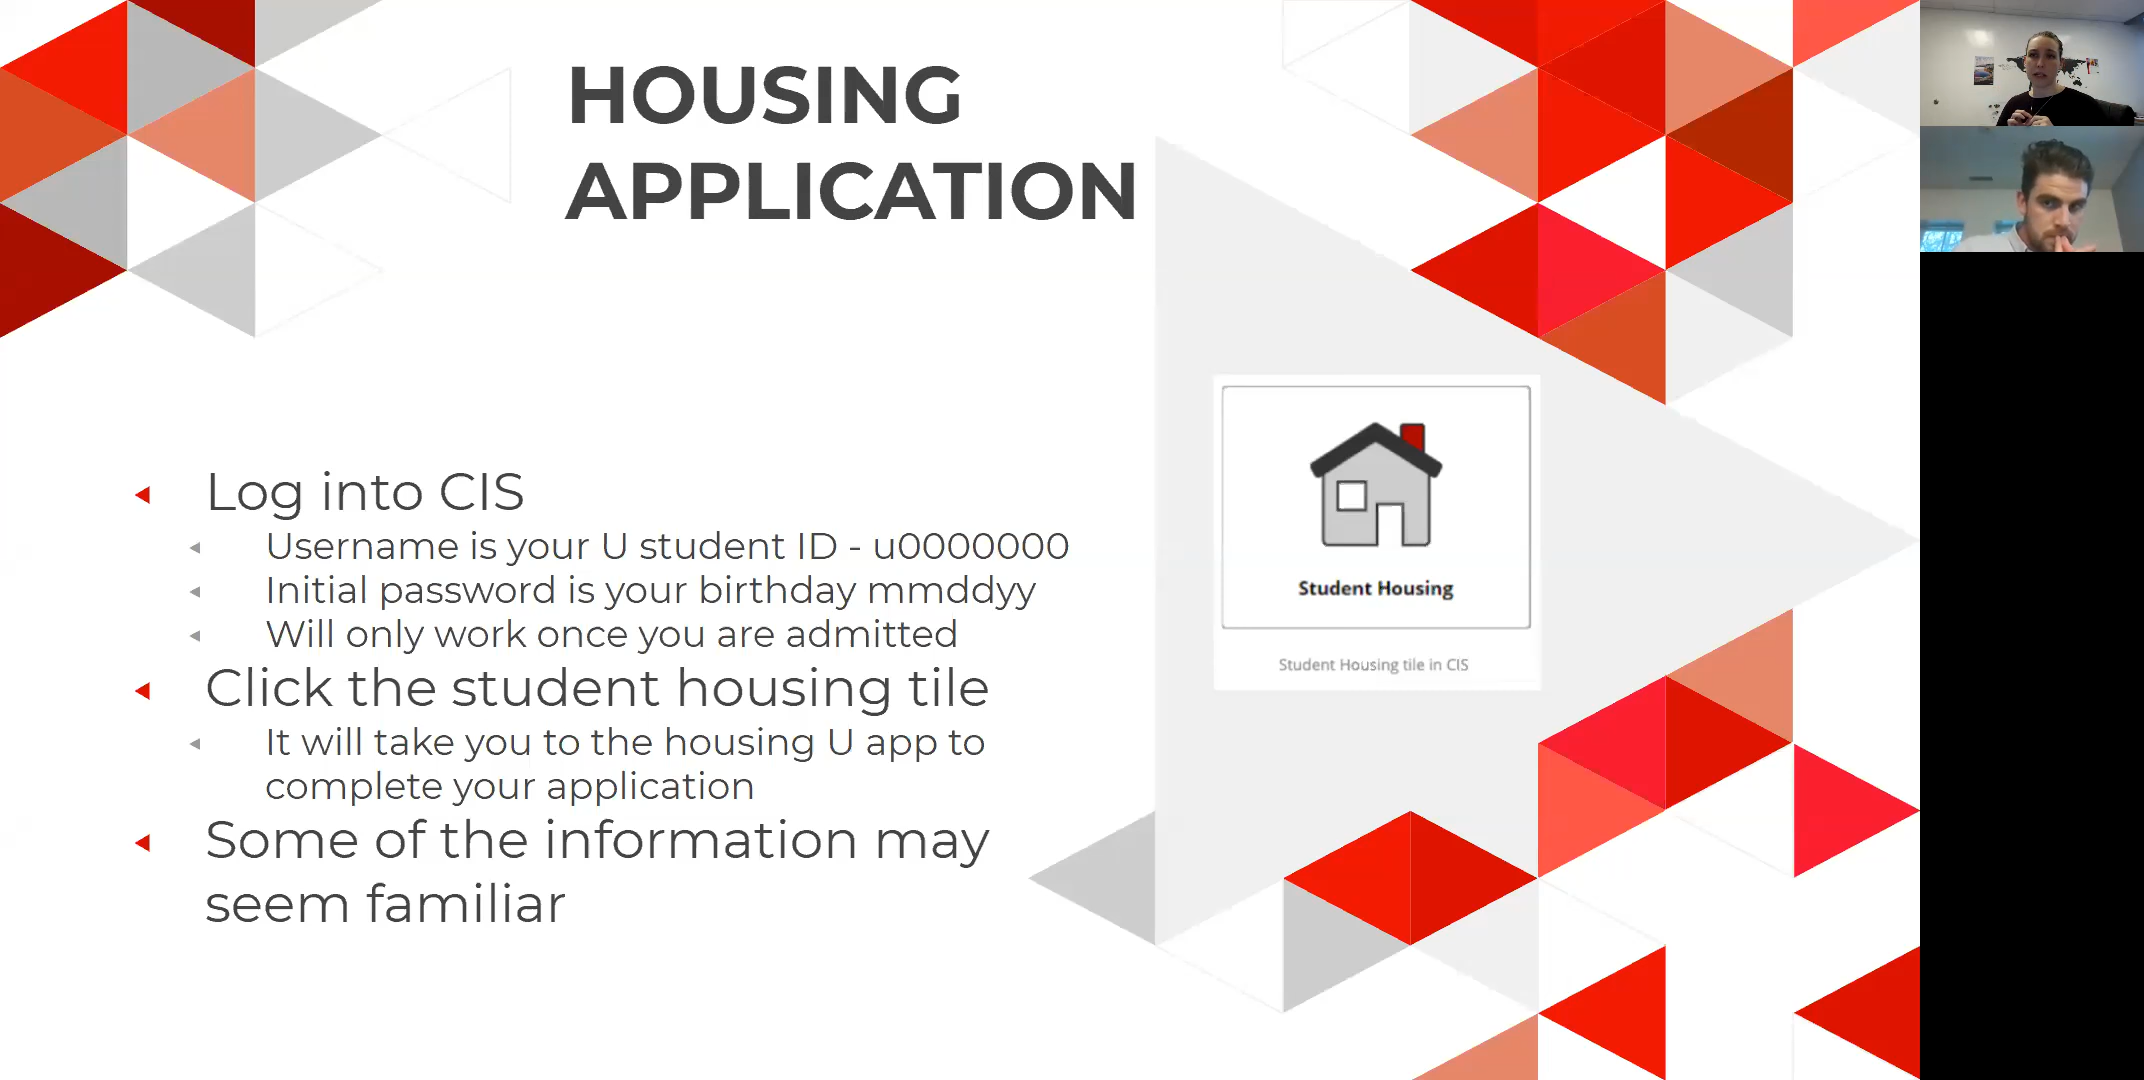 HOUSING
APPLICATION
Log into CIS
Username is your U student ID - u0000000
Initial password is your birthday mmddyy
Will only work once you are admitted
Click the student housing tile
It will take you to the housing U app to
complete your application
Some of the information may
seem familiar
Student Housing
Student Housing tile in CIS